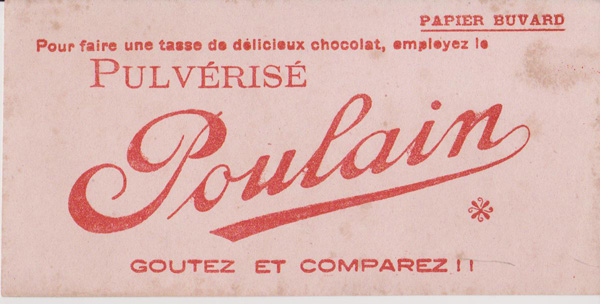 PAPIER BUVARD
Pour faire une tasse de délicieux chocolat, employez le
PULVÉRISÉ
Poulain
GOUTEZ ET COMPAREZ !!